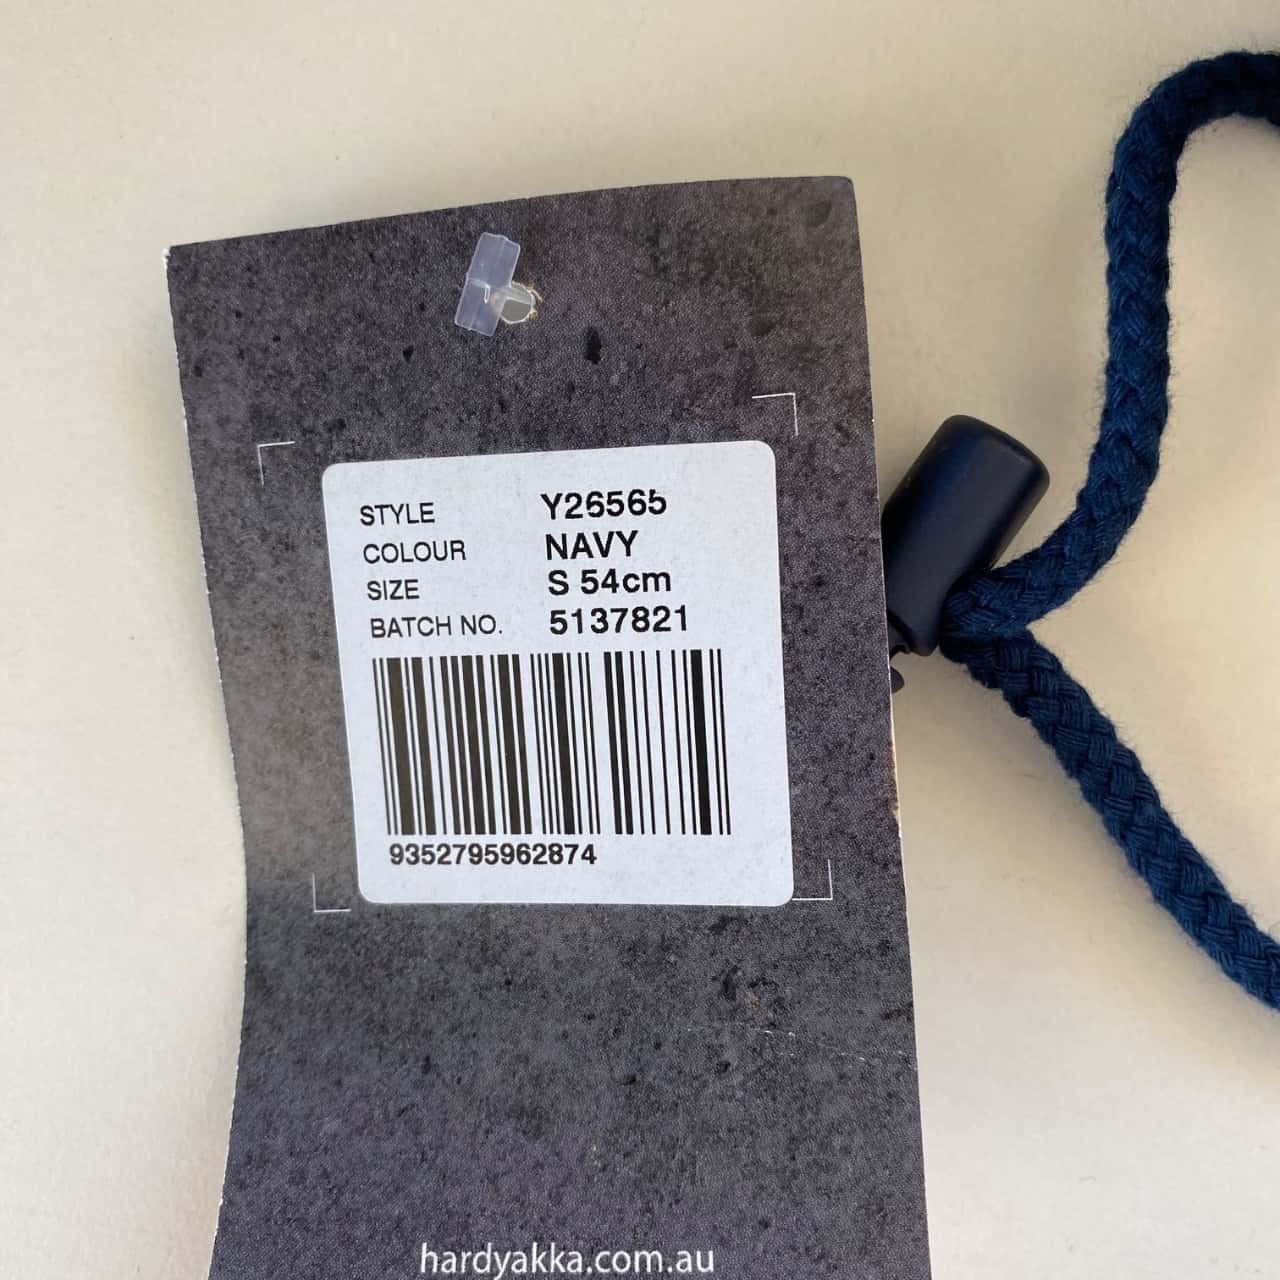 STYLE Y26565
COLOUR NAVY
SIZE S 54cm
BATCH NO. 5137821
9352795962874
hardyakka.com.au